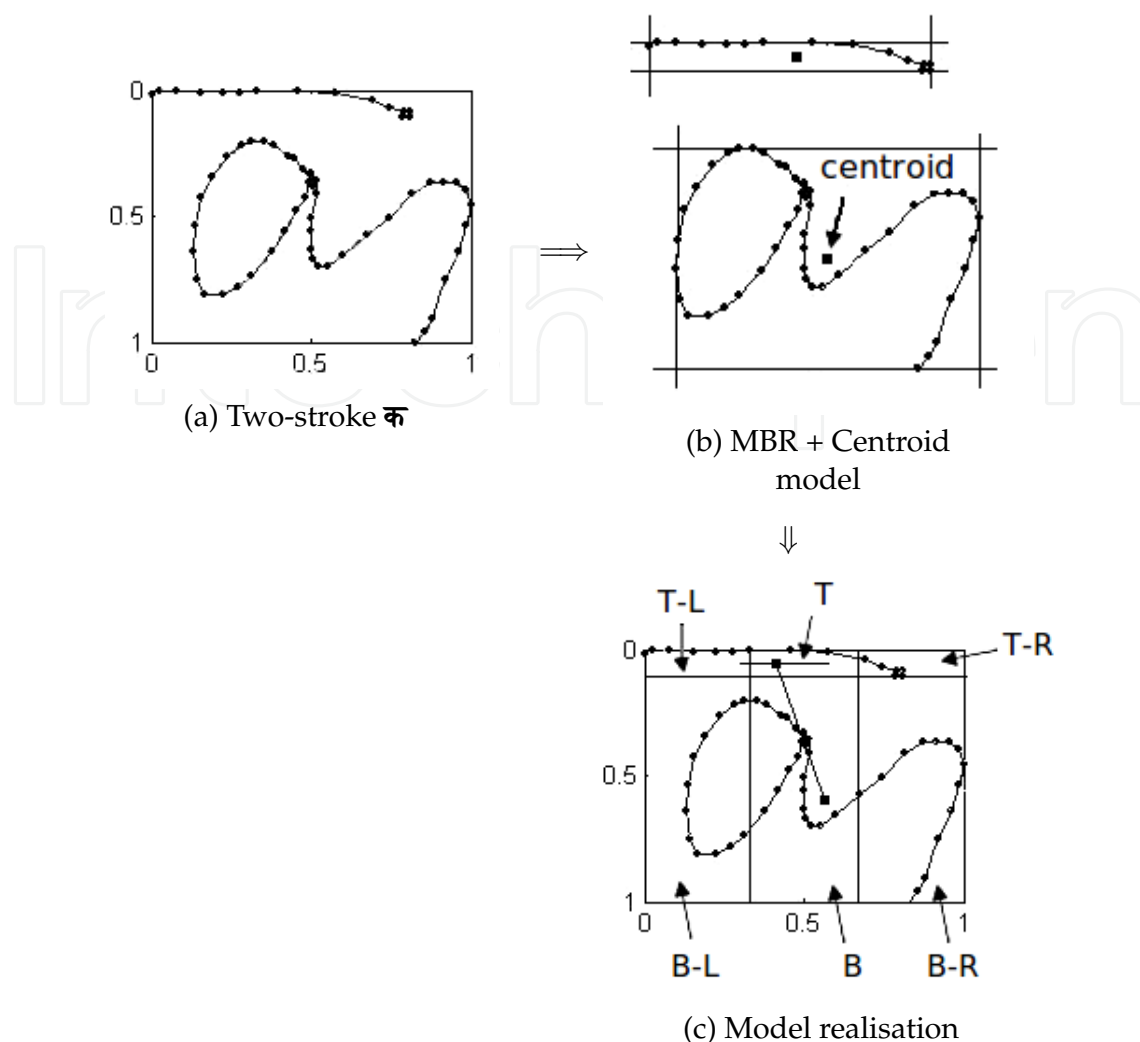 0
0.5
1
0 0.5 1
(a) Two-stroke क
⟹
centroid
(b) MBR + Centroid
model
⇓
T-L T T-R
0
0.5
1
0 0.5 1
B-L B B-R
(c) Model realisation